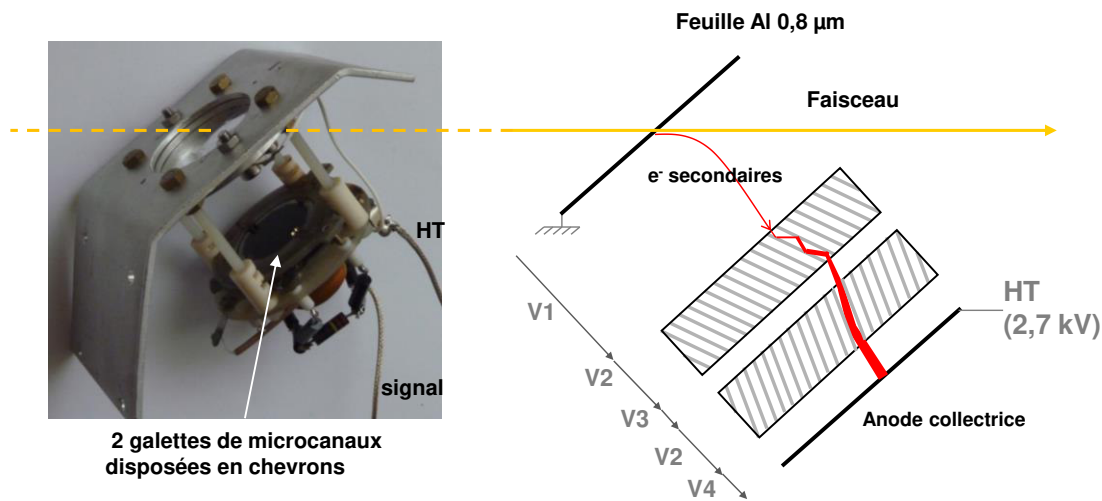 Feuille Al 0,8 µm
Faisceau
e- secondaires
HT
HT
(2,7 kV)
V1
V2
V3
V2
V4
signal
Anode collectrice
2 galettes de microcanaux
disposées en chevrons